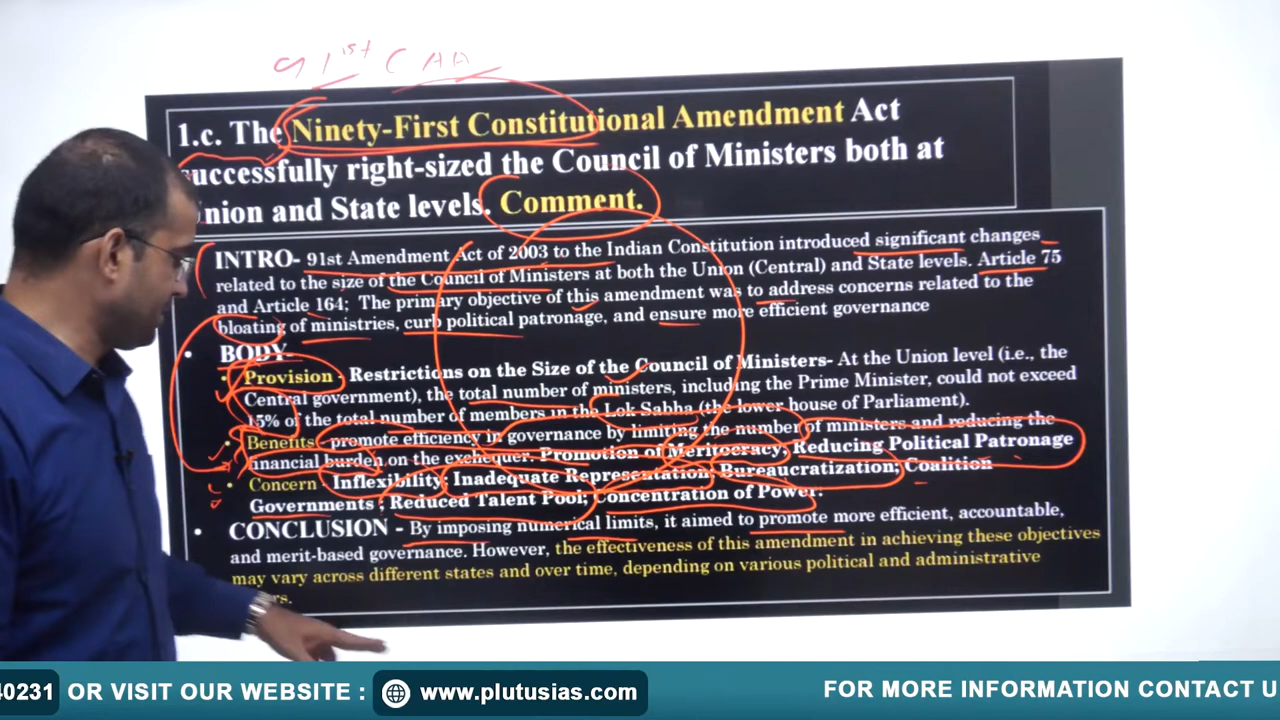 91st CAA
1.c. The Ninety-First Constitutional Amendment Act
successfully right-sized the Council of Ministers both at
Union and State levels. Comment.
INTRO- 91st Amendment Act of 2003 to the Indian Constitution introduced significant changes
related to the size of the Council of Ministers at both the Union (Central) and State levels. Article 75
and Article 164; The primary objective of this amendment was to address concerns related to the
bloating of ministries, curb political patronage, and ensure more efficient governance
• BODY-
• Provision Restrictions on the Size of the Council of Ministers- At the Union level (i.e., the
Central government), the total number of ministers, including the Prime Minister, could not exceed
15% of the total number of members in the Lok Sabha (the lower house of Parliament).
• Benefits promote efficiency in governance by limiting the number of ministers and reducing the
financial burden on the exchequer. Promotion of Meritocracy; Reducing Political Patronage
• Concern Inflexibility; Inadequate Representation; Bureaucratization; Coalition
Governments ; Reduced Talent Pool; Concentration of Power.
• CONCLUSION - By imposing numerical limits, it aimed to promote more efficient, accountable,
and merit-based governance. However, the effectiveness of this amendment in achieving these objectives
may vary across different states and over time, depending on various political and administrative
40231 OR VISIT OUR WEBSITE : www.plutusias.com FOR MORE INFORMATION CONTACT U